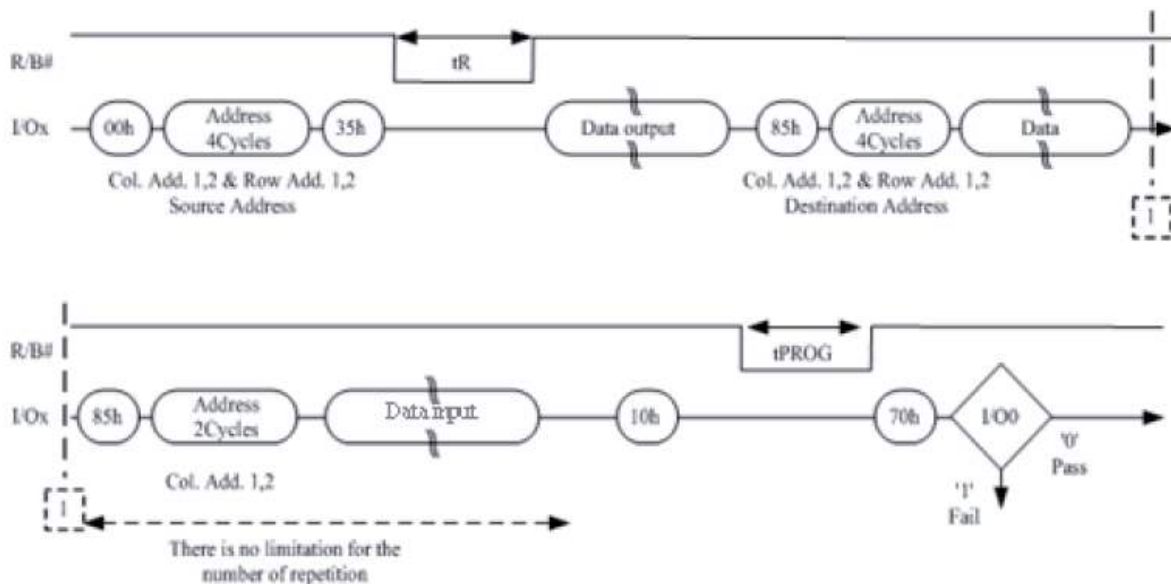 R/B#
tR
I/Ox
00h
Address
4Cycles
35h
Data output
85h
Address
4Cycles
Data
Col. Add. 1,2 & Row Add. 1,2
Source Address
Col. Add. 1,2 & Row Add. 1,2
Destination Address
1
R/B#
tPROG
I/Ox
85h
Address
2Cycles
Data input
10h
70h
I/O0
'0'
Pass
Col. Add. 1,2
'1'
Fail
1
There is no limitation for the
number of repetition